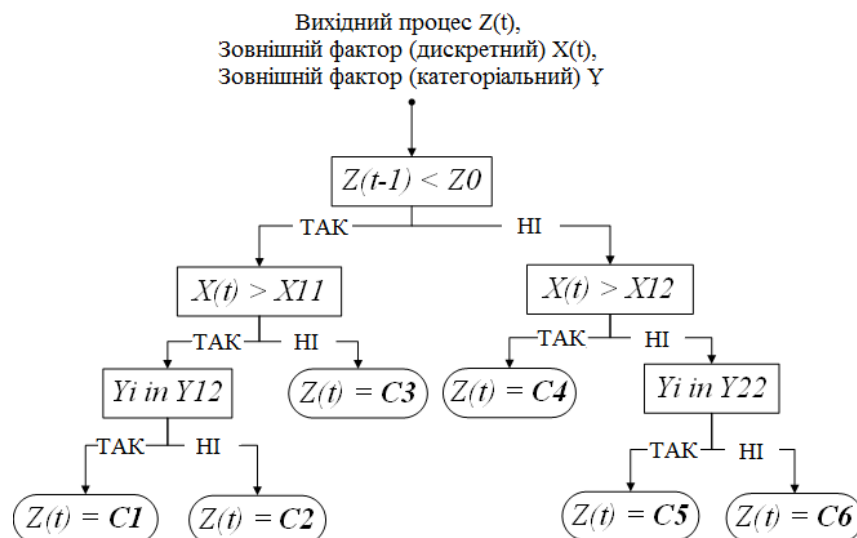 Вихідний процес Z(t),
Зовнішній фактор (дискретний) X(t),
Зовнішній фактор (категоріальний) Y
Z(t-1) < Z0
ТАК НІ
X(t) > X11 X(t) > X12
ТАК НІ ТАК НІ
Yi in Y12 Z(t) = C3 Z(t) = C4 Yi in Y22
ТАК НІ ТАК НІ
Z(t) = C1 Z(t) = C2 Z(t) = C5 Z(t) = C6